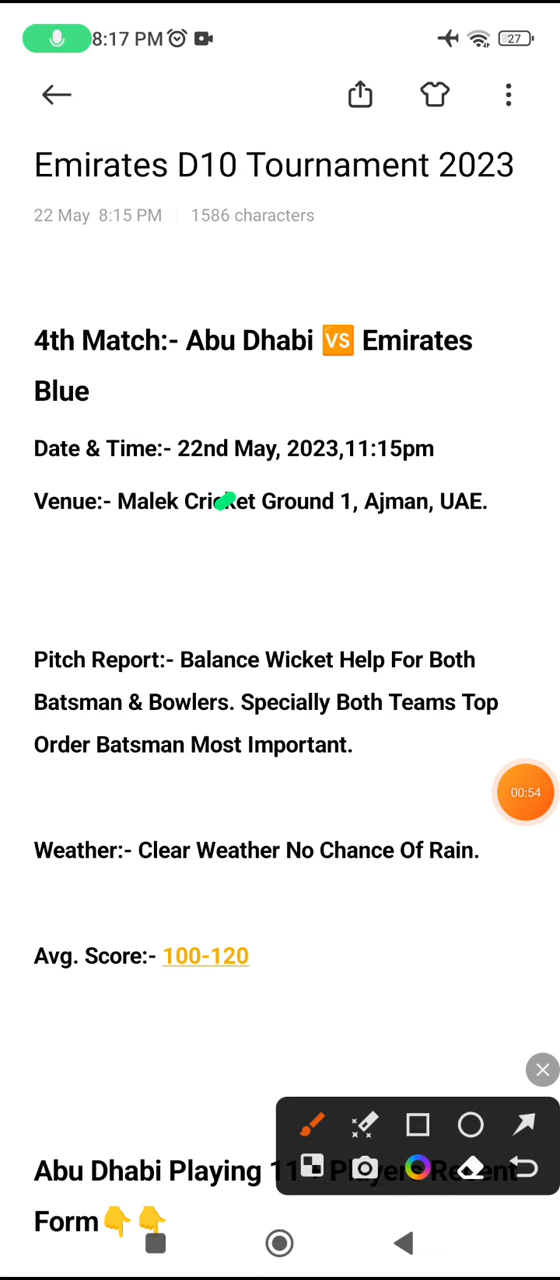 8:17 PM
27
Emirates D10 Tournament 2023
22 May 8:15 PM | 1586 characters
4th Match:- Abu Dhabi 🆚 Emirates
Blue
Date & Time:- 22nd May, 2023,11:15pm
Venue:- Malek Cricket Ground 1, Ajman, UAE.
Pitch Report:- Balance Wicket Help For Both
Batsman & Bowlers. Specially Both Teams Top
Order Batsman Most Important.
00:54
Weather:- Clear Weather No Chance Of Rain.
Avg. Score:- 100-120
Abu Dhabi Playing 11 - Players Recent
Form👇👇